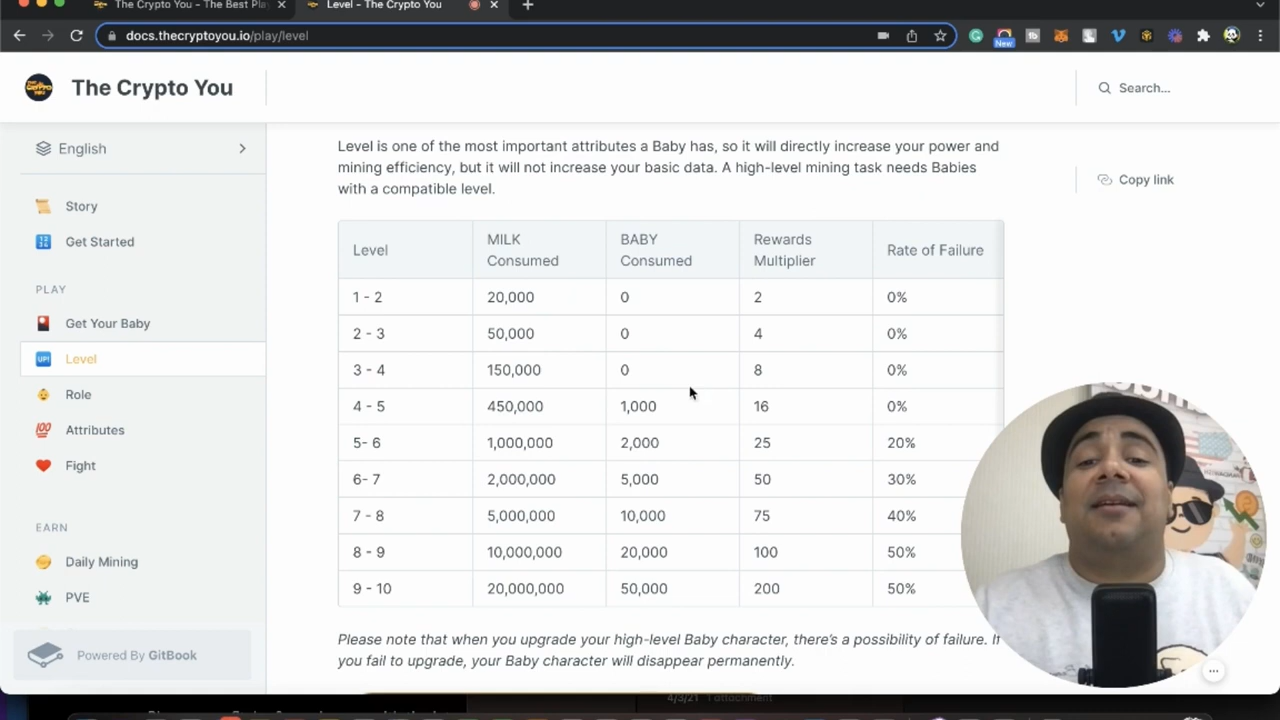 The Crypto You - The Best Pla
Level - The Crypto You
docs.thecryptoyou.io/play/level
New
The Crypto You
Search...
English
Story
Get Started
PLAY
Get Your Baby
Level
Role
Attributes
Fight
EARN
Daily Mining
PVE
Powered By GitBook
Level is one of the most important attributes a Baby has, so it will directly increase your power and
mining efficiency, but it will not increase your basic data. A high-level mining task needs Babies
with a compatible level.
Copy link
Level MILK Consumed BABY Consumed Rewards Multiplier Rate of Failure
1 - 2 20,000 0 2 0%
2 - 3 50,000 0 4 0%
3 - 4 150,000 0 8 0%
4 - 5 450,000 1,000 16 0%
5- 6 1,000,000 2,000 25 20%
6- 7 2,000,000 5,000 50 30%
7 - 8 5,000,000 10,000 75 40%
8 - 9 10,000,000 20,000 100 50%
9 - 10 20,000,000 50,000 200 50%
Please note that when you upgrade your high-level Baby character, there's a possibility of failure. If
you fail to upgrade, your Baby character will disappear permanently.
4/3/21 1 attachment